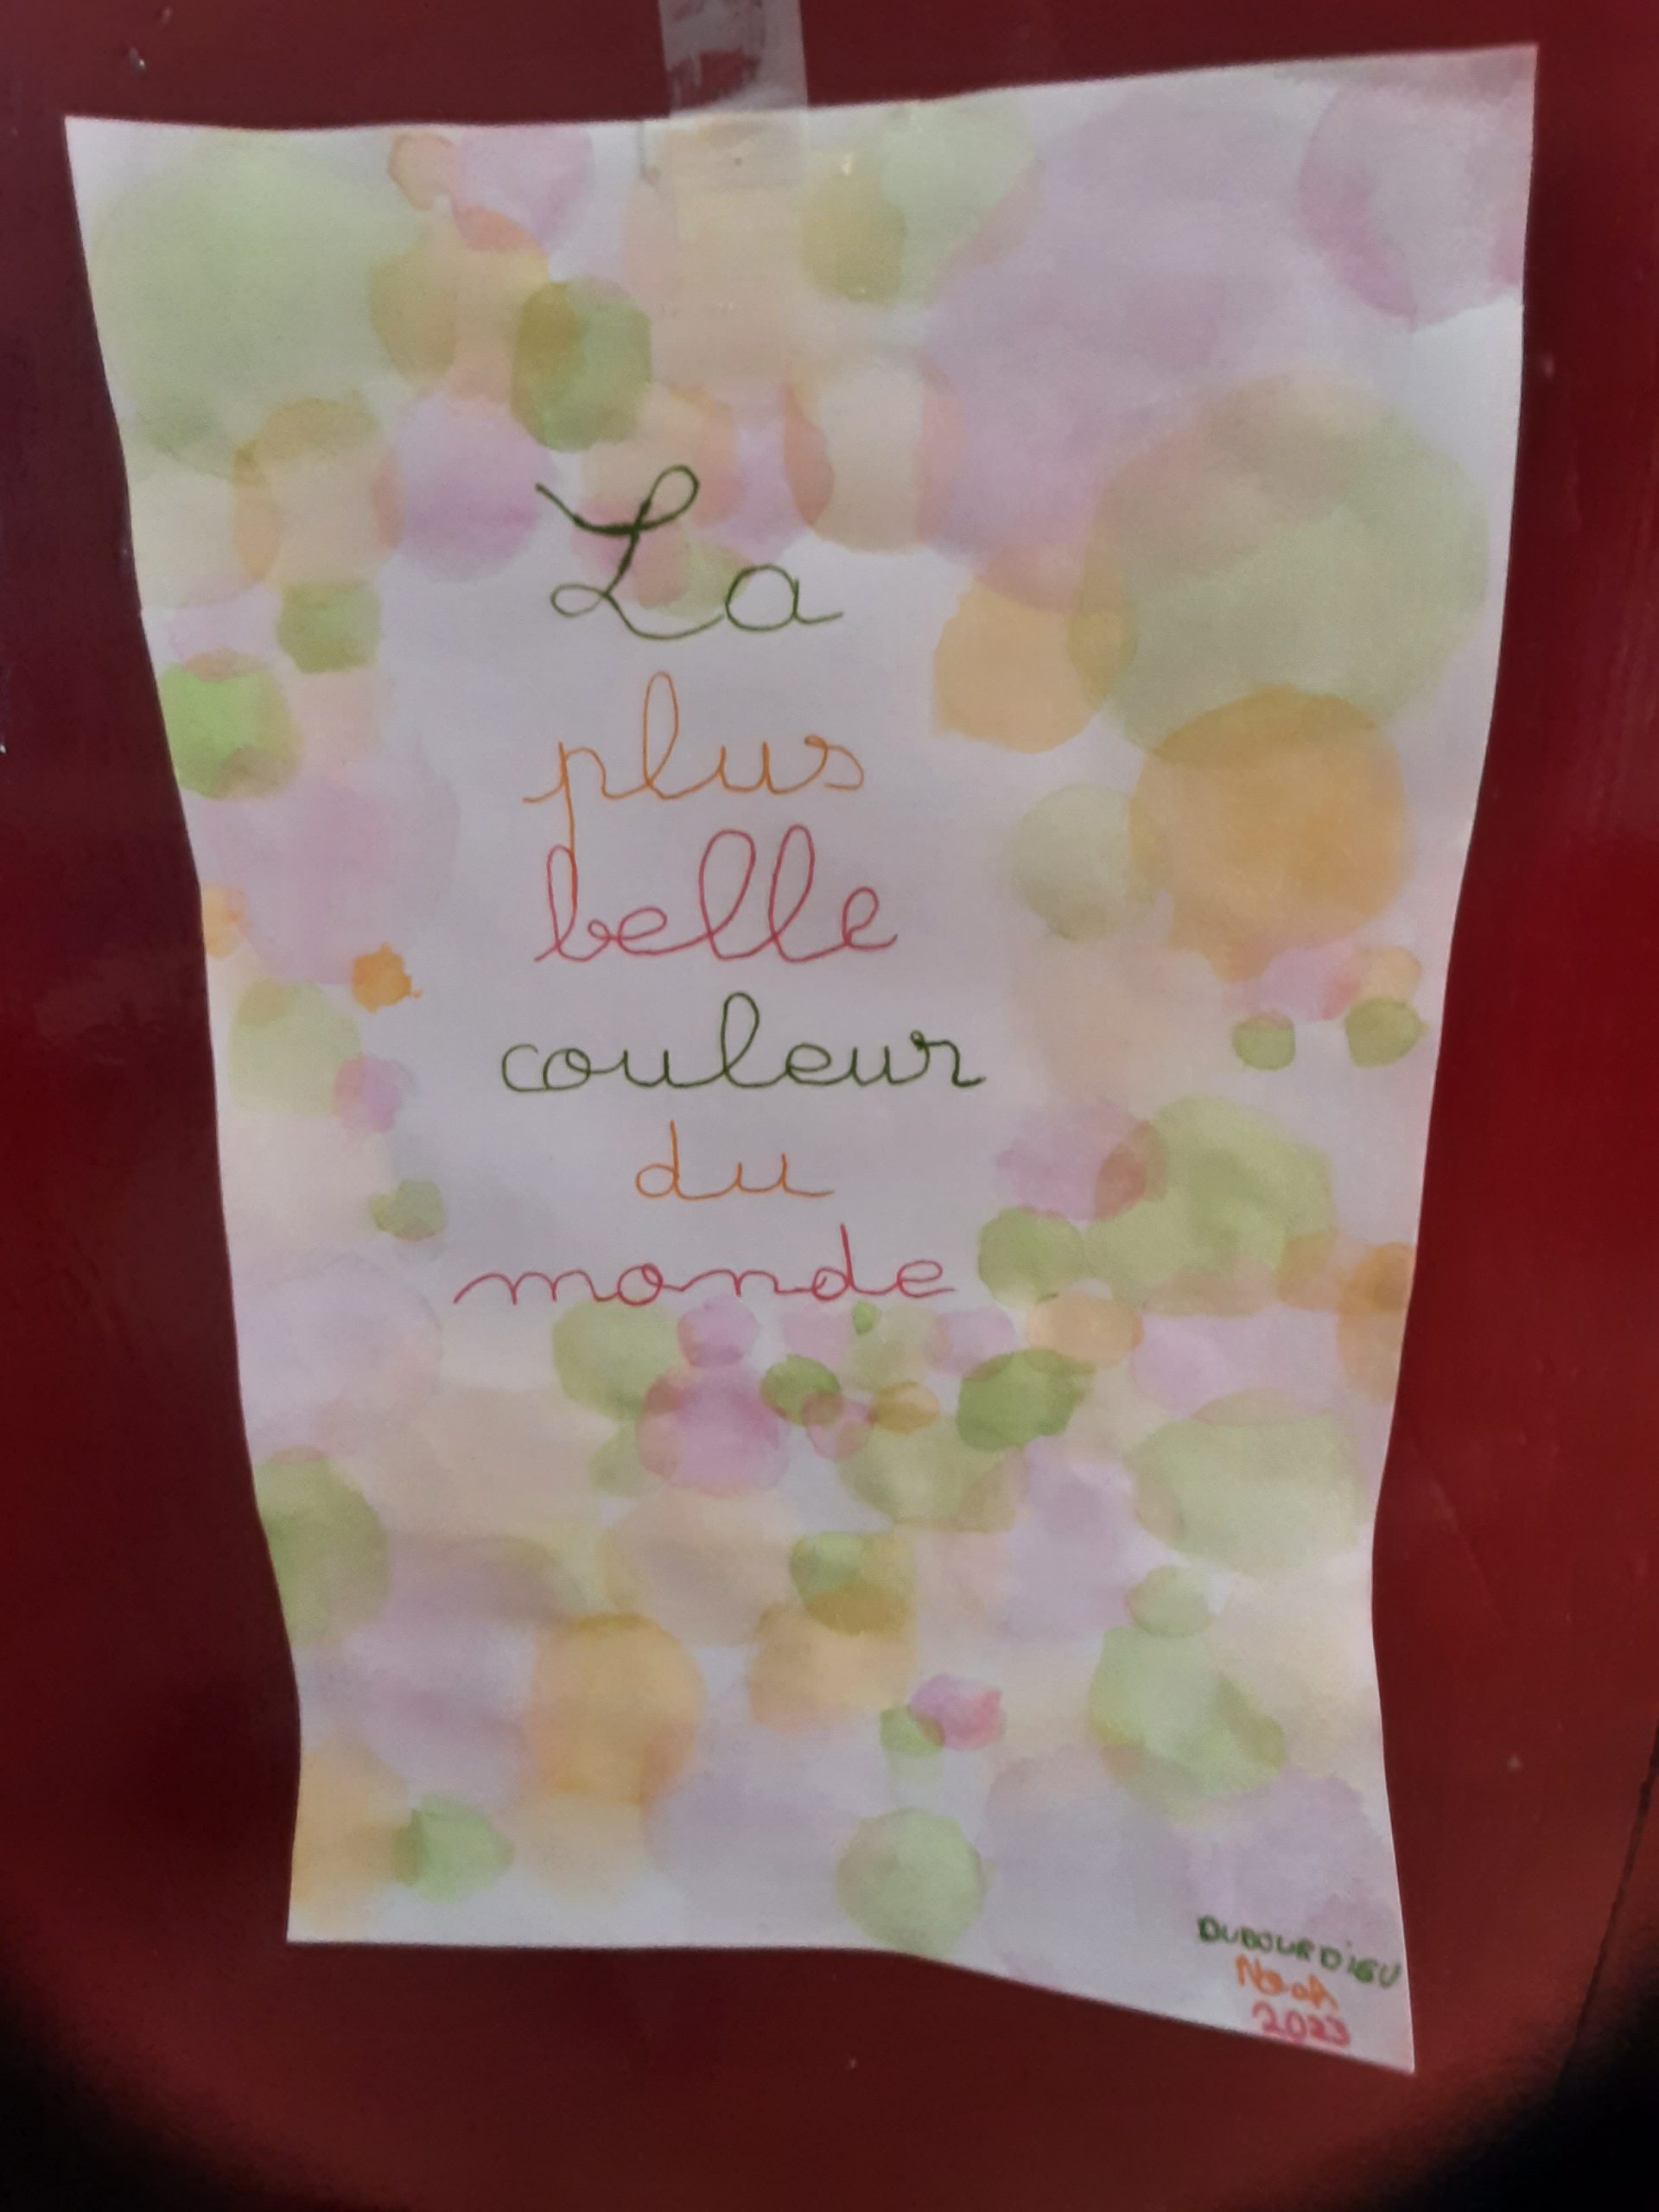 La
plus
belle
couleur
du
monde
DUBOURDiEU
Noah
2023